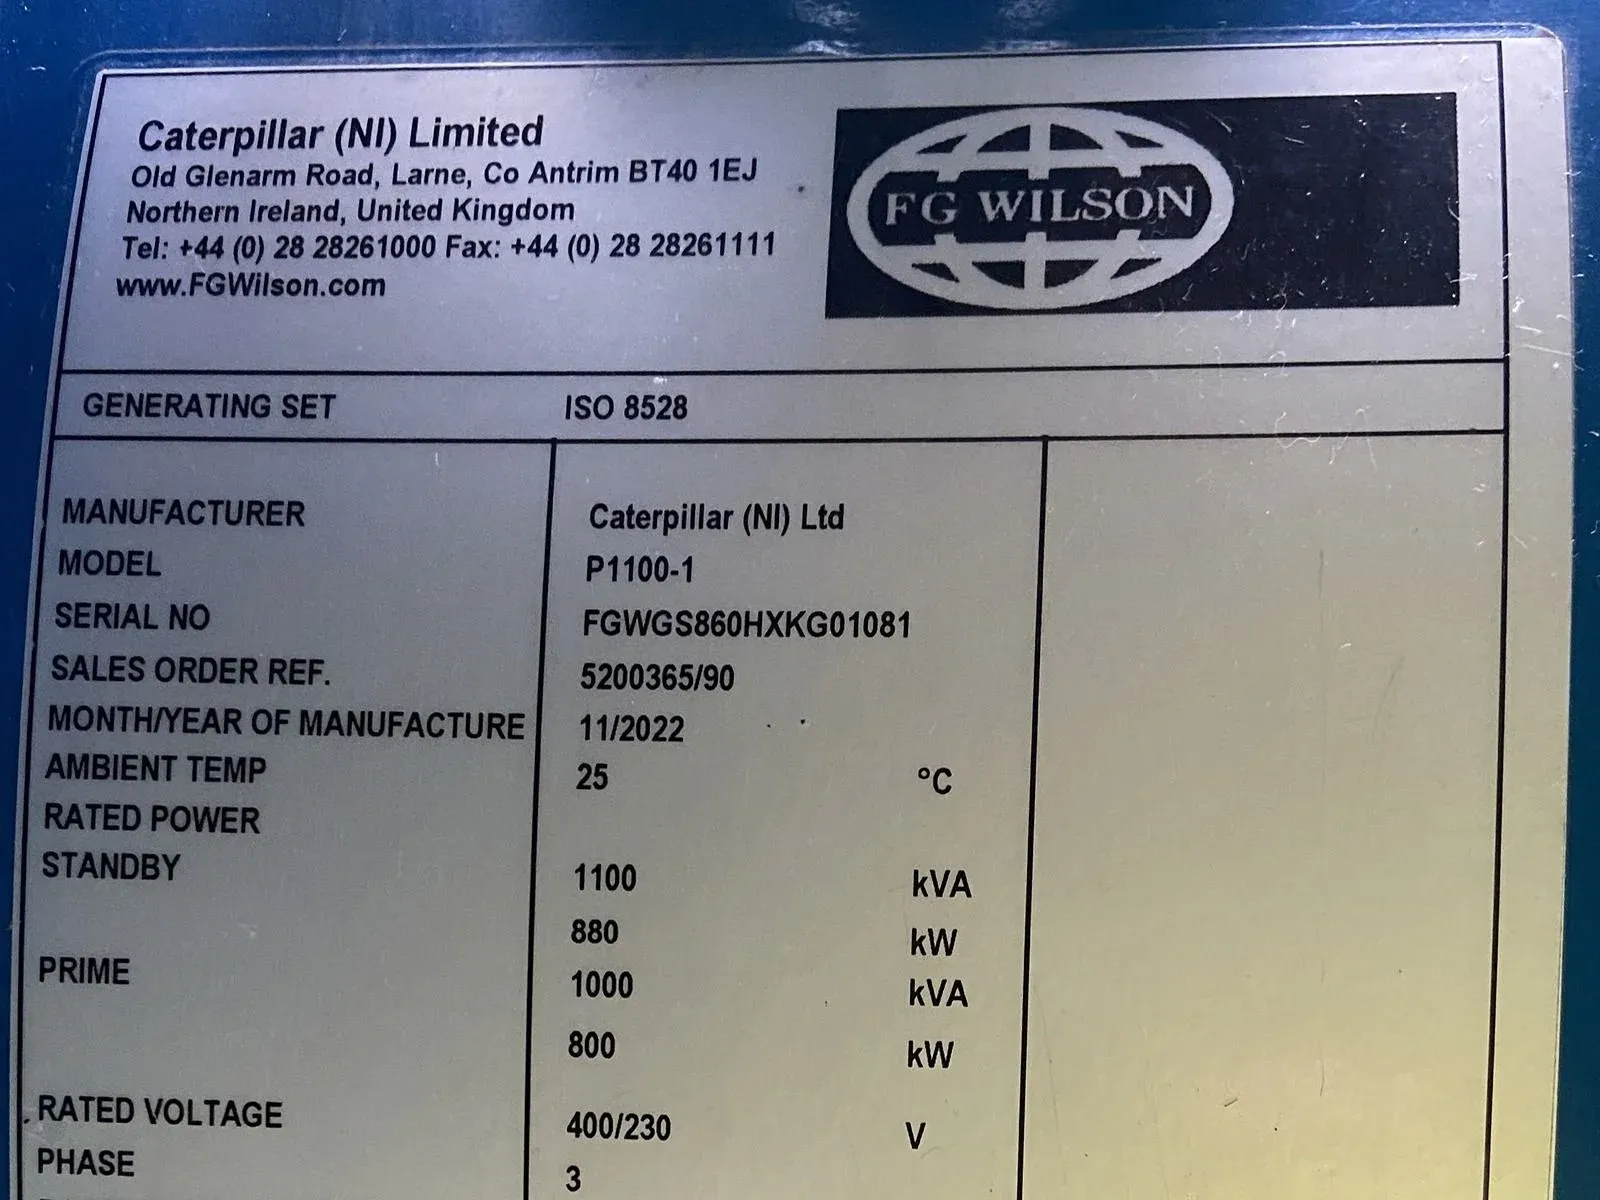 Caterpillar (NI) Limited
Old Glenarm Road, Larne, Co Antrim BT40 1EJ
Northern Ireland, United Kingdom
Tel: +44 (0) 28 28261000 Fax: +44 (0) 28 28261111
www.FGWilson.com
FG WILSON
GENERATING SET ISO 8528
MANUFACTURER Caterpillar (NI) Ltd
MODEL P1100-1
SERIAL NO FGWGS860HXKG01081
SALES ORDER REF. 5200365/90
MONTH/YEAR OF MANUFACTURE 11/2022
AMBIENT TEMP 25 °C
RATED POWER
STANDBY 1100 kVA
880 kW
PRIME 1000 kVA
800 kW
RATED VOLTAGE 400/230 V
PHASE 3